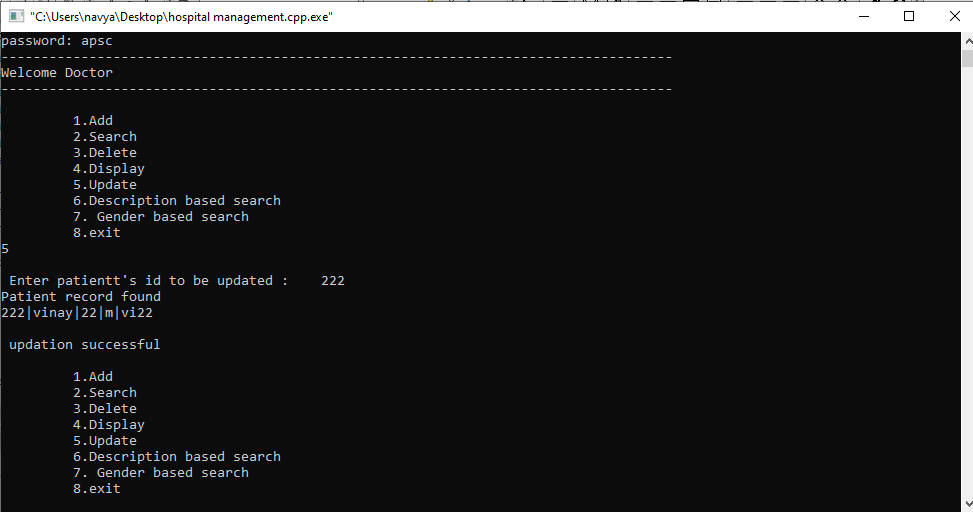 "C:\Users\navya\Desktop\hospital management.cpp.exe"
password: apsc
------------------------------------------------------------------------------------
Welcome Doctor
------------------------------------------------------------------------------------
1.Add
2.Search
3.Delete
4.Display
5.Update
6.Description based search
7. Gender based search
8.exit
5
Enter patientt's id to be updated :    222
Patient record found
222|vinay|22|m|vi22
updation successful
1.Add
2.Search
3.Delete
4.Display
5.Update
6.Description based search
7. Gender based search
8.exit